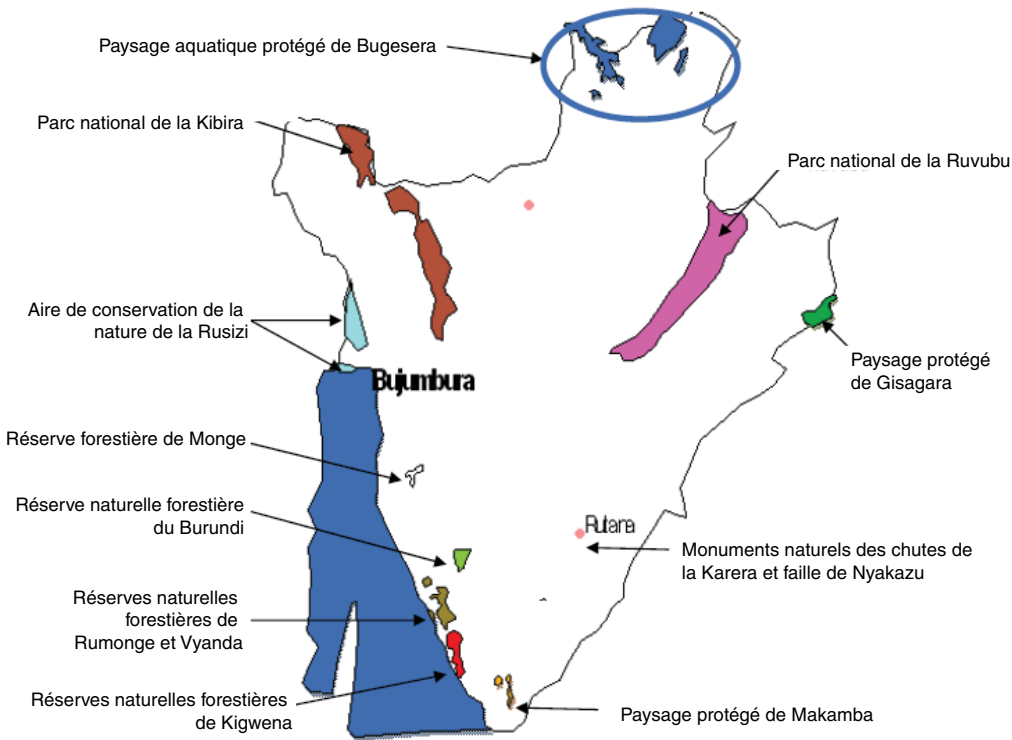 Paysage aquatique protégé de Bugesera
Parc national de la Kibira
Parc national de la Ruvubu
Aire de conservation de la
nature de la Rusizi
Bujumbura
Paysage protégé
de Gisagara
Réserve forestière de Monge
Réserve naturelle forestière
du Burundi
Rutara
Monuments naturels des chutes de
la Karera et faille de Nyakazu
Réserves naturelles
forestières de
Rumonge et Vyanda
Réserves naturelles forestières
de Kigwena
Paysage protégé de Makamba